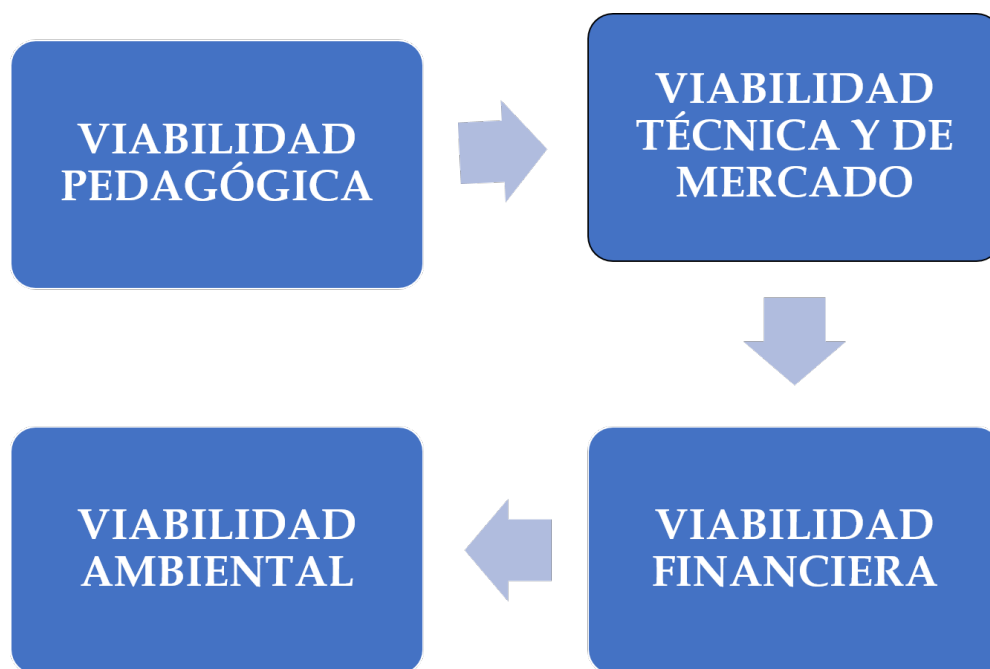 VIABILIDAD
PEDAGÓGICA
VIABILIDAD
TÉCNICA Y DE
MERCADO
VIABILIDAD
FINANCIERA
VIABILIDAD
AMBIENTAL